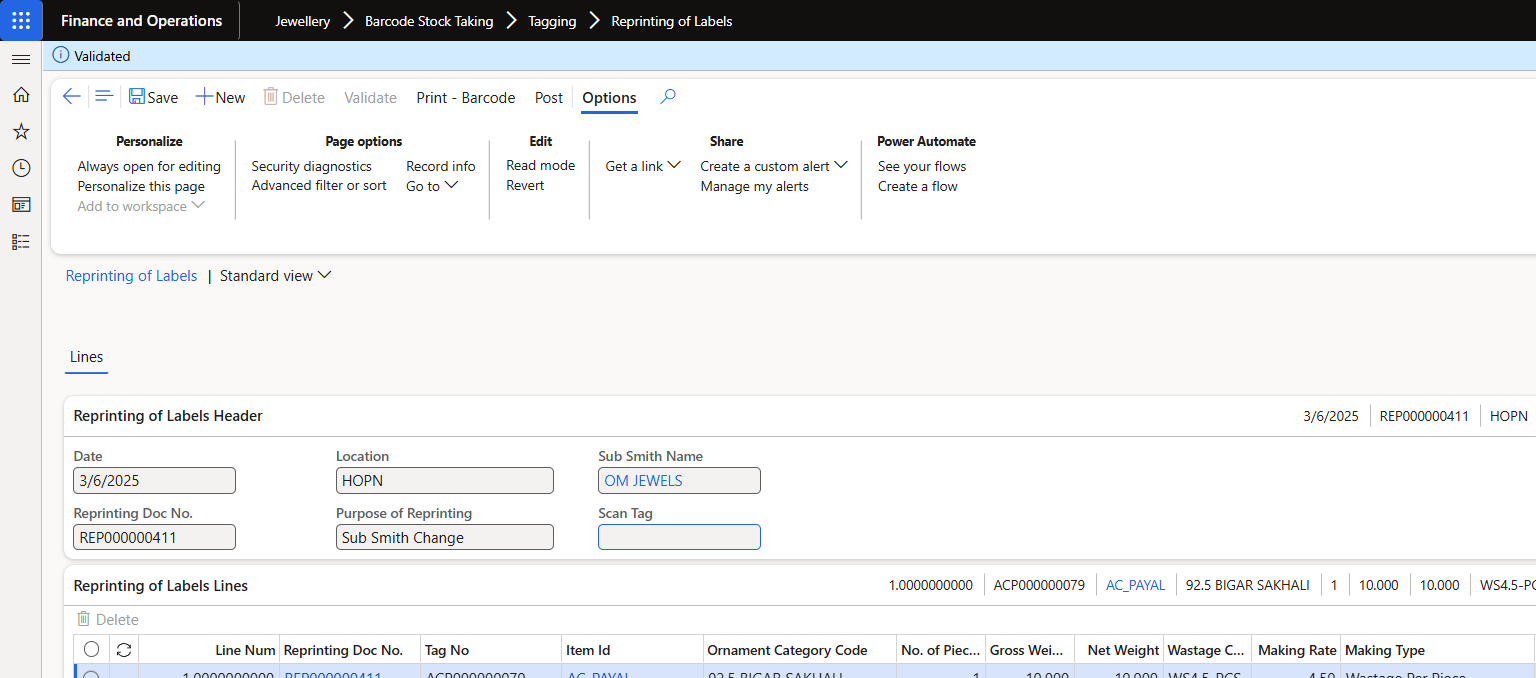 Finance and Operations Jewellery Barcode Stock Taking Tagging Reprinting of Labels
Validated
Save New Delete Validate Print - Barcode Post Options
Personalize Page options Edit Share Power Automate
Always open for editing Security diagnostics Record info Read mode Get a link Create a custom alert See your flows
Personalize this page Advanced filter or sort Go to Revert Manage my alerts Create a flow
Add to workspace
Reprinting of Labels | Standard view
Lines
Reprinting of Labels Header 3/6/2025 REP000000411 HOPN
Date Location Sub Smith Name
3/6/2025 HOPN OM JEWELS
Reprinting Doc No. Purpose of Reprinting Scan Tag
REP000000411 Sub Smith Change
Reprinting of Labels Lines 1.0000000000 ACP000000079 AC_PAYAL 92.5 BIGAR SAKHALI 1 10.000 10.000 WS4.5-PC
Delete
Line Num Reprinting Doc No. Tag No Item Id Ornament Category Code No. of Piec... Gross Wei... Net Weight Wastage C... Making Rate Making Type
1.0000000000 REP000000411 ACP000000079 AC_PAYAL 92.5 BIGAR SAKHALI 1 10.000 10.000 WS4.5-PCS 4.50 Wastage Per Piece